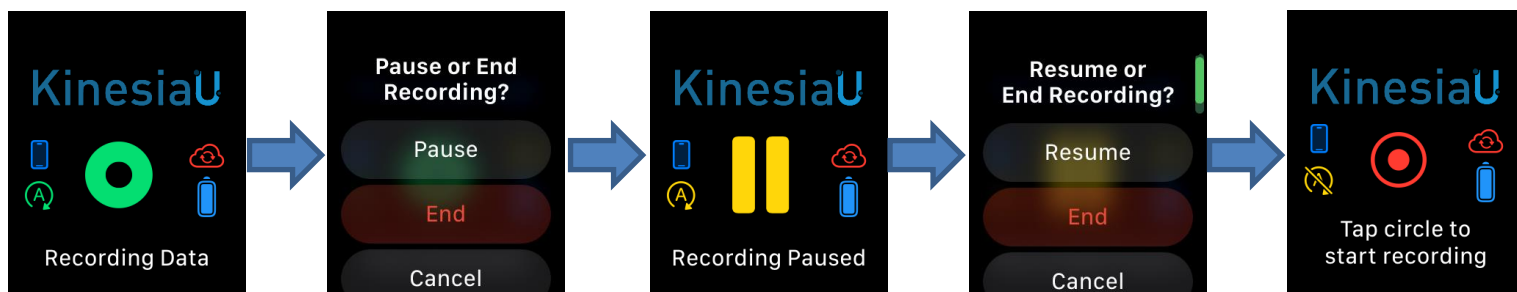 KinesiaU
A
Recording Data
Pause or End
Recording?
Pause
End
Cancel
KinesiaU
A
Recording Paused
Resume or
End Recording?
Resume
End
Cancel
KinesiaU
A
Tap circle to
start recording